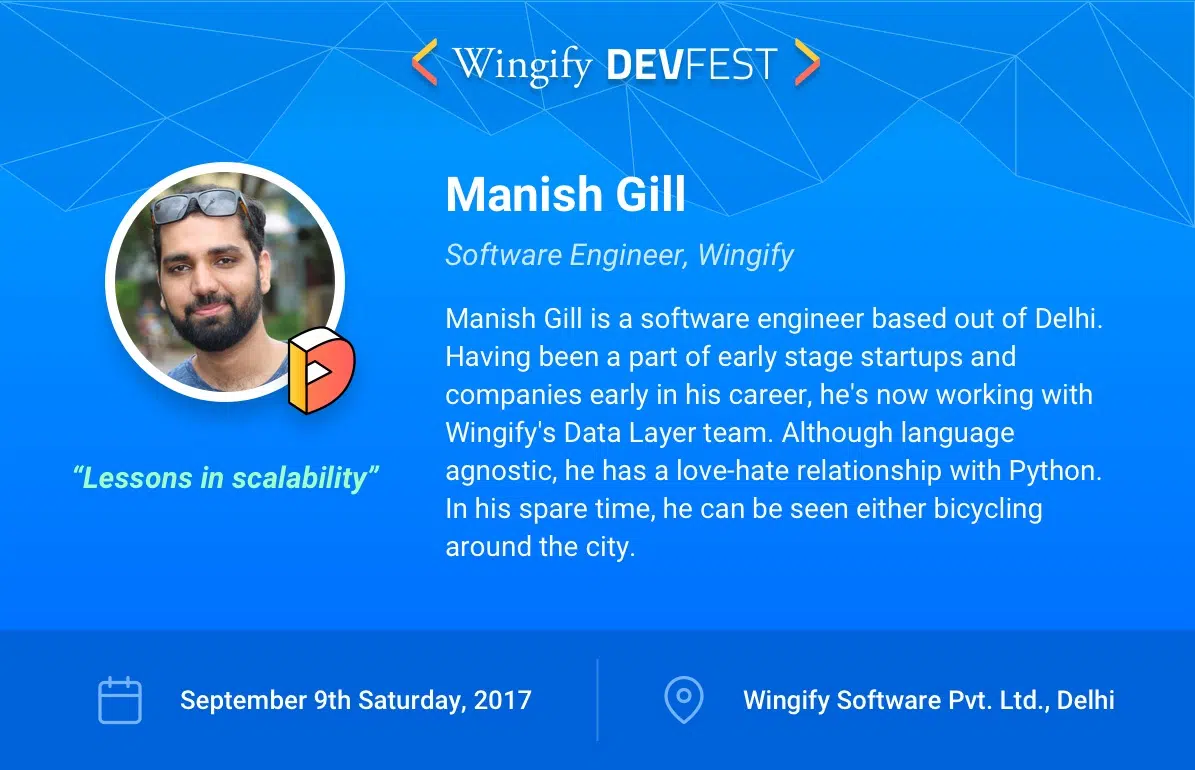 Wingify DEVFEST
Manish Gill
Software Engineer, Wingify
Manish Gill is a software engineer based out of Delhi.
Having been a part of early stage startups and
companies early in his career, he's now working with
Wingify's Data Layer team. Although language
agnostic, he has a love-hate relationship with Python.
In his spare time, he can be seen either bicycling
around the city.
“Lessons in scalability”
September 9th Saturday, 2017
Wingify Software Pvt. Ltd., Delhi